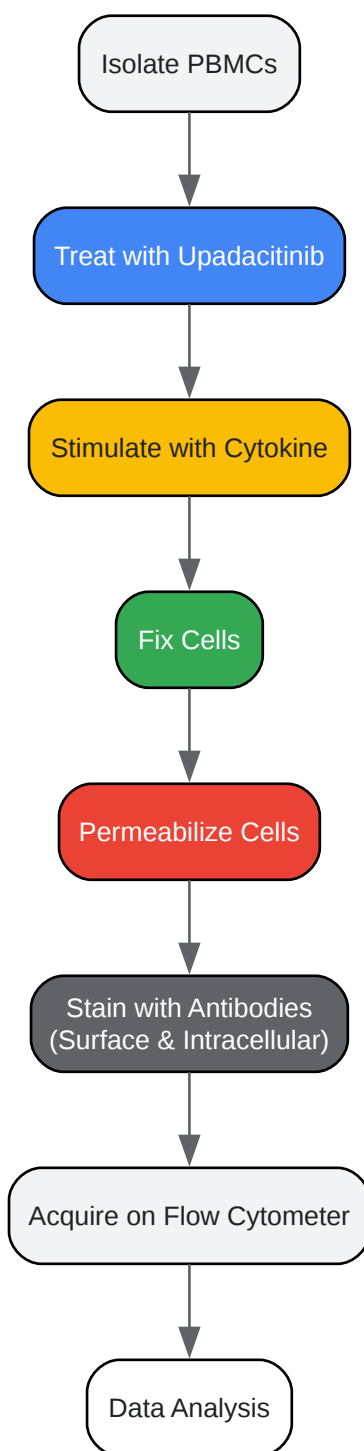 Isolate PBMCs
Treat with Upadacitinib
Stimulate with Cytokine
Fix Cells
Permeabilize Cells
Stain with Antibodies
(Surface & Intracellular)
Acquire on Flow Cytometer
Data Analysis